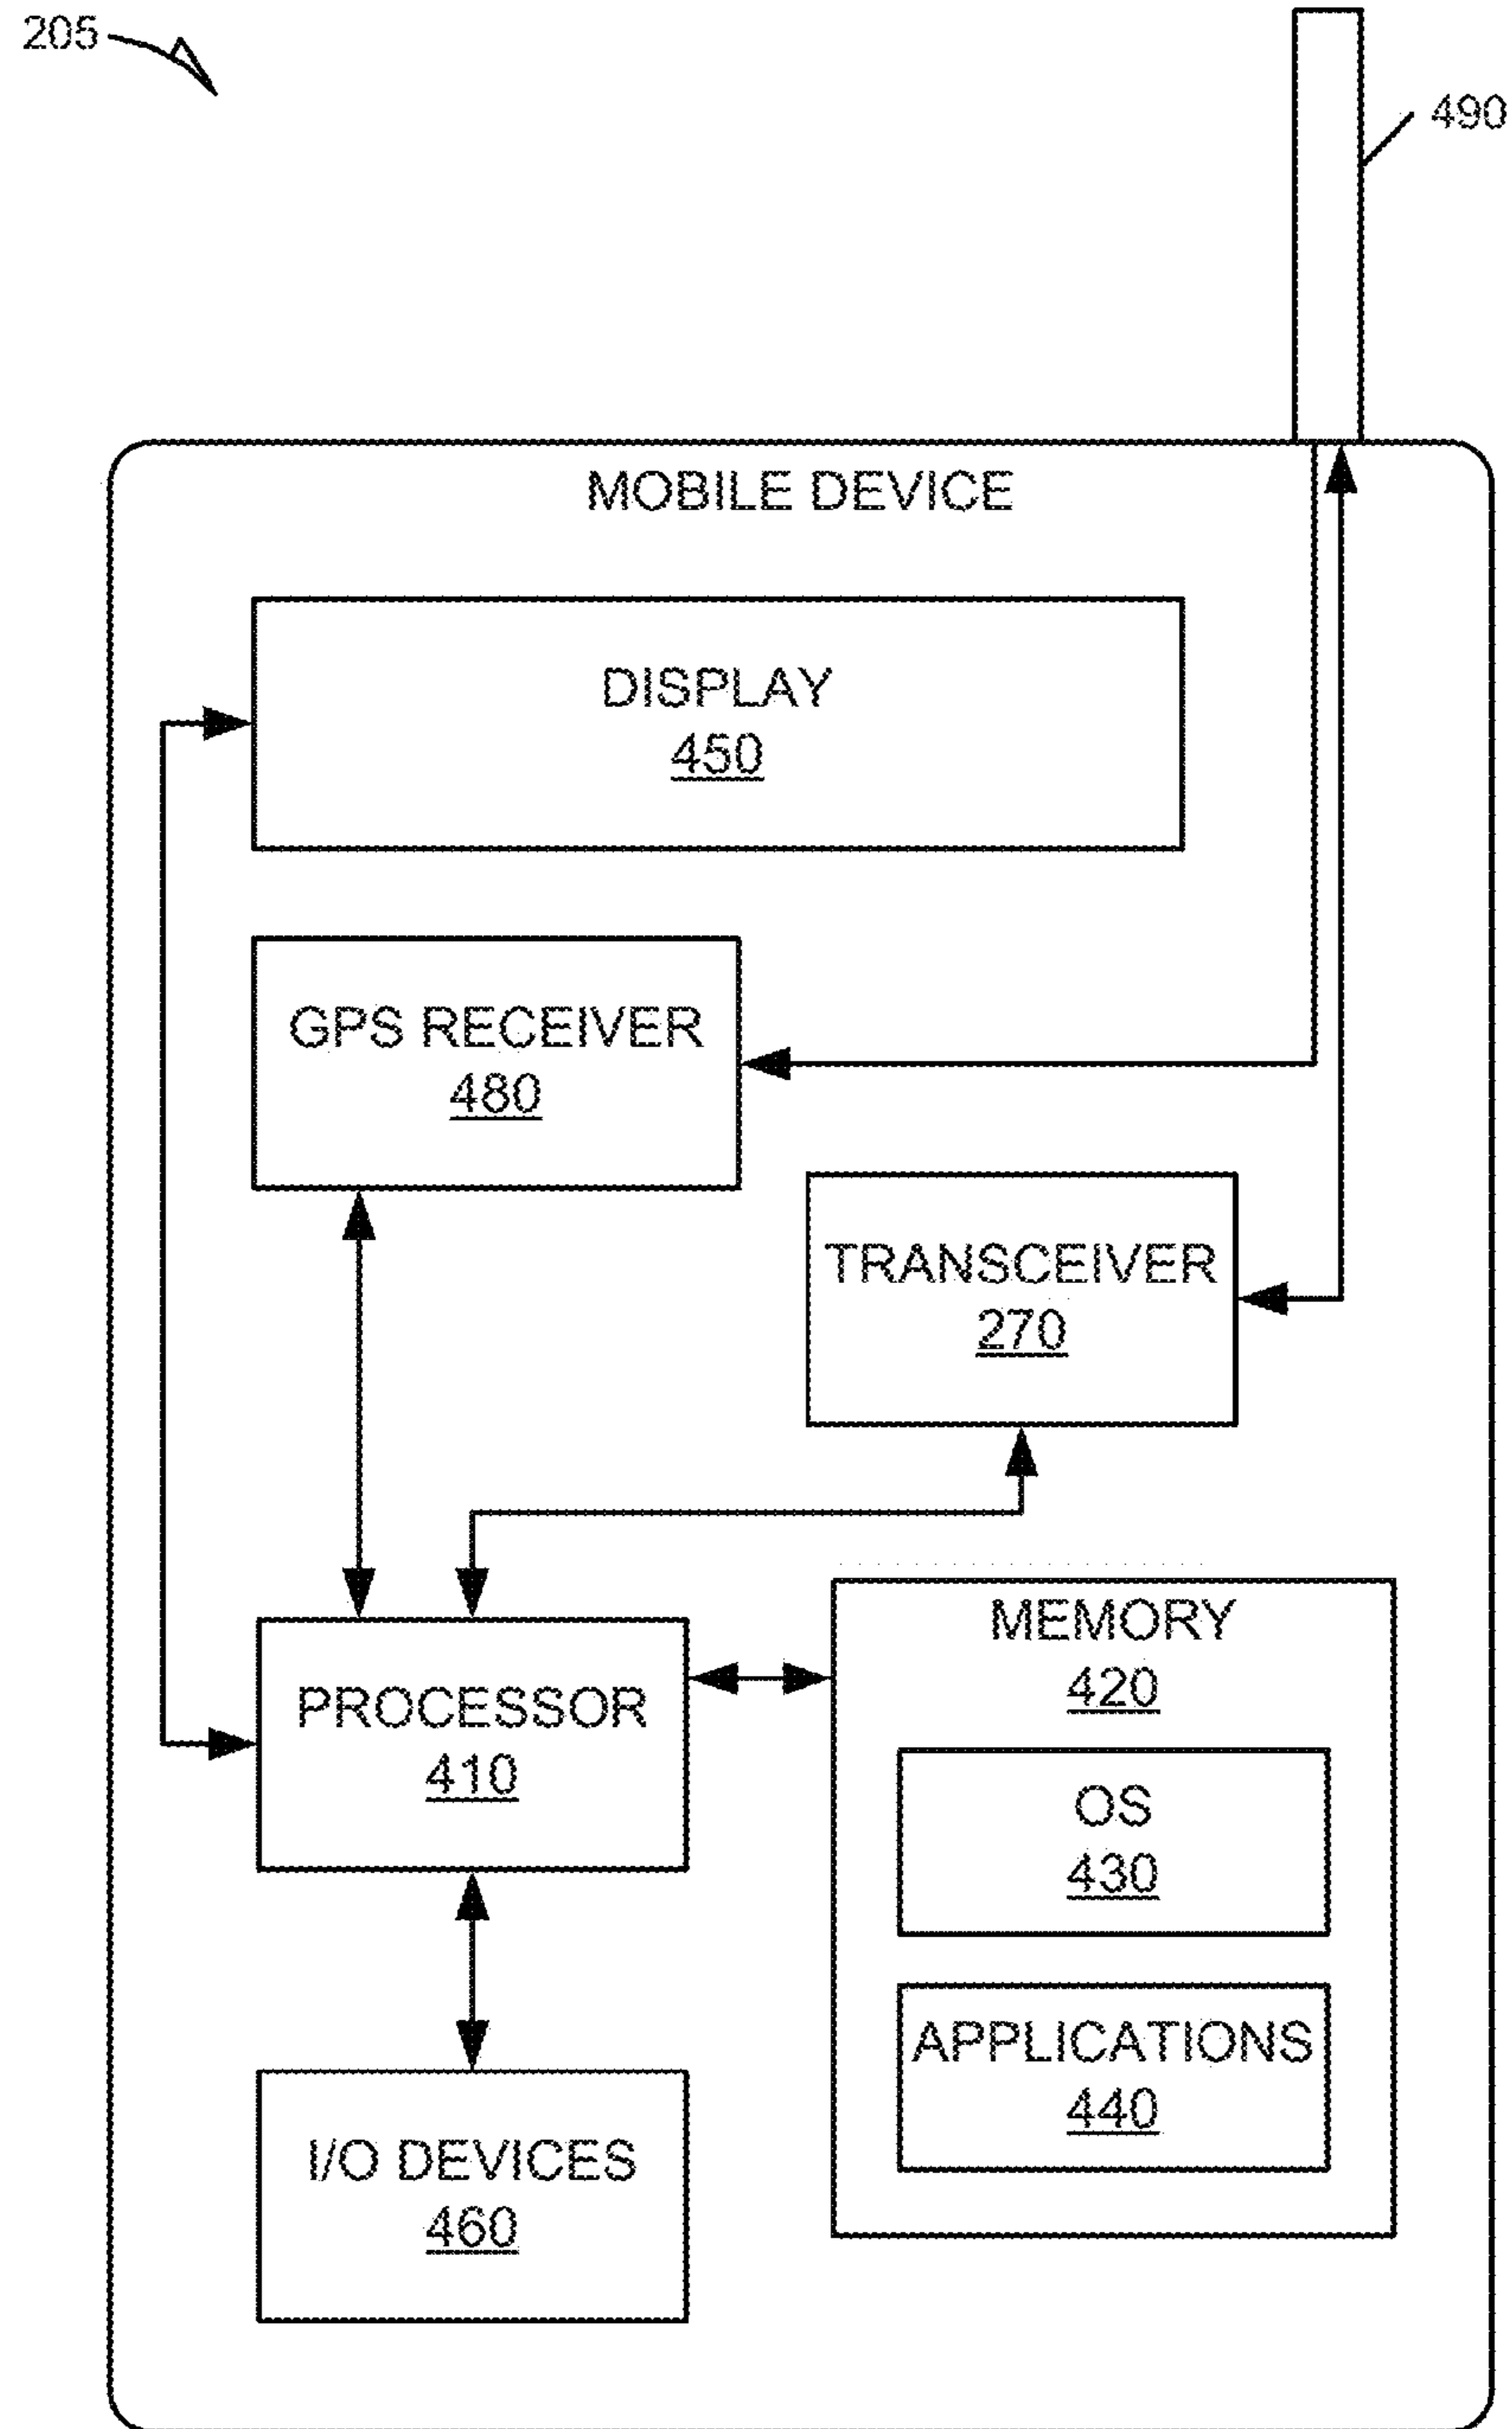 205
490
MOBILE DEVICE
DISPLAY
450
GPS RECEIVER
480
TRANSCEIVER
270
PROCESSOR
410
MEMORY
420
OS
430
APPLICATIONS
440
I/O DEVICES
460